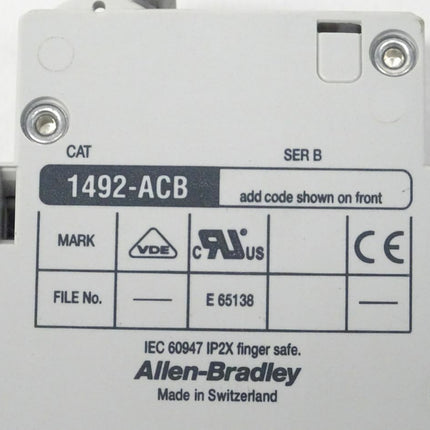 CAT SER B
1492-ACB add code shown on front
MARK VDE cRUus CE
FILE No. — E 65138 —
IEC 60947 IP2X finger safe.
Allen-Bradley
Made in Switzerland